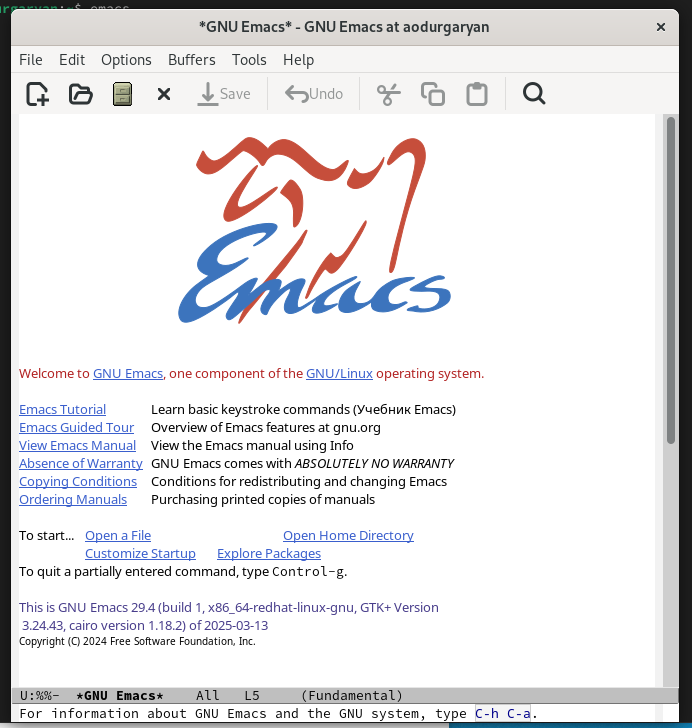 *GNU Emacs* - GNU Emacs at aodurgaryan
File Edit Options Buffers Tools Help
Save Undo
Emacs
Welcome to GNU Emacs, one component of the GNU/Linux operating system.
Emacs Tutorial Learn basic keystroke commands (Учебник Emacs)
Emacs Guided Tour Overview of Emacs features at gnu.org
View Emacs Manual View the Emacs manual using Info
Absence of Warranty GNU Emacs comes with ABSOLUTELY NO WARRANTY
Copying Conditions Conditions for redistributing and changing Emacs
Ordering Manuals Purchasing printed copies of manuals
To start... Open a File Open Home Directory
Customize Startup Explore Packages
To quit a partially entered command, type Control-g.
This is GNU Emacs 29.4 (build 1, x86_64-redhat-linux-gnu, GTK+ Version
3.24.43, cairo version 1.18.2) of 2025-03-13
Copyright (C) 2024 Free Software Foundation, Inc.
U:%%- *GNU Emacs* All L5 (Fundamental)
For information about GNU Emacs and the GNU system, type C-h C-a.